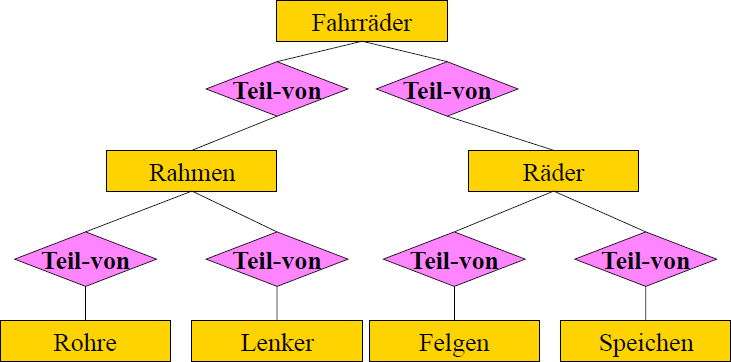 Fahrräder
Teil-von
Teil-von
Rahmen
Räder
Teil-von
Teil-von
Teil-von
Teil-von
Rohre
Lenker
Felgen
Speichen